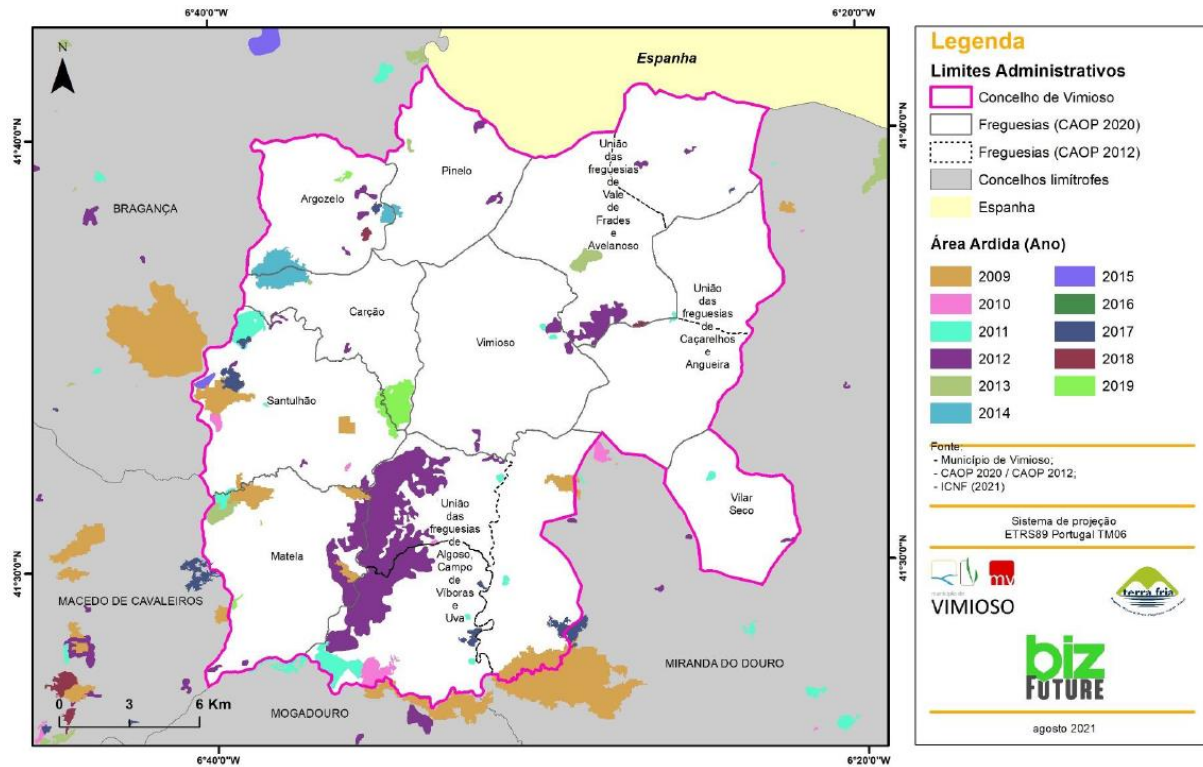 6°40'0"W
6°20'0"W
N
Espanha
41°40'0"N
41°40'0"N
BRAGANÇA
Argozelo
Pinelo
União
das
freguesias
de
Vale
de
Frades
e
Avelanoso
Carção
Vimioso
União
das
freguesias
de
Caçarelhos
e
Angueira
Santulhão
Vilar
Seco
Matela
União
das
freguesias
de
Algoso,
Campo
de
Víboras
e
Uva
41°30'0"N
41°30'0"N
MACEDO DE CAVALEIROS
MIRANDA DO DOURO
MOGADOURO
0 3 6 Km
6°40'0"W
6°20'0"W
Legenda
Limites Administrativos
Concelho de Vimioso
Freguesias (CAOP 2020)
Freguesias (CAOP 2012)
Concelhos limítrofes
Espanha
Área Ardida (Ano)
2009
2010
2011
2012
2013
2014
2015
2016
2017
2018
2019
Fonte:
- Município de Vimioso;
- CAOP 2020 / CAOP 2012;
- ICNF (2021)
Sistema de projeção
ETRS89 Portugal TM06
mv
município de
VIMIOSO
terra fria
biz
FUTURE
agosto 2021